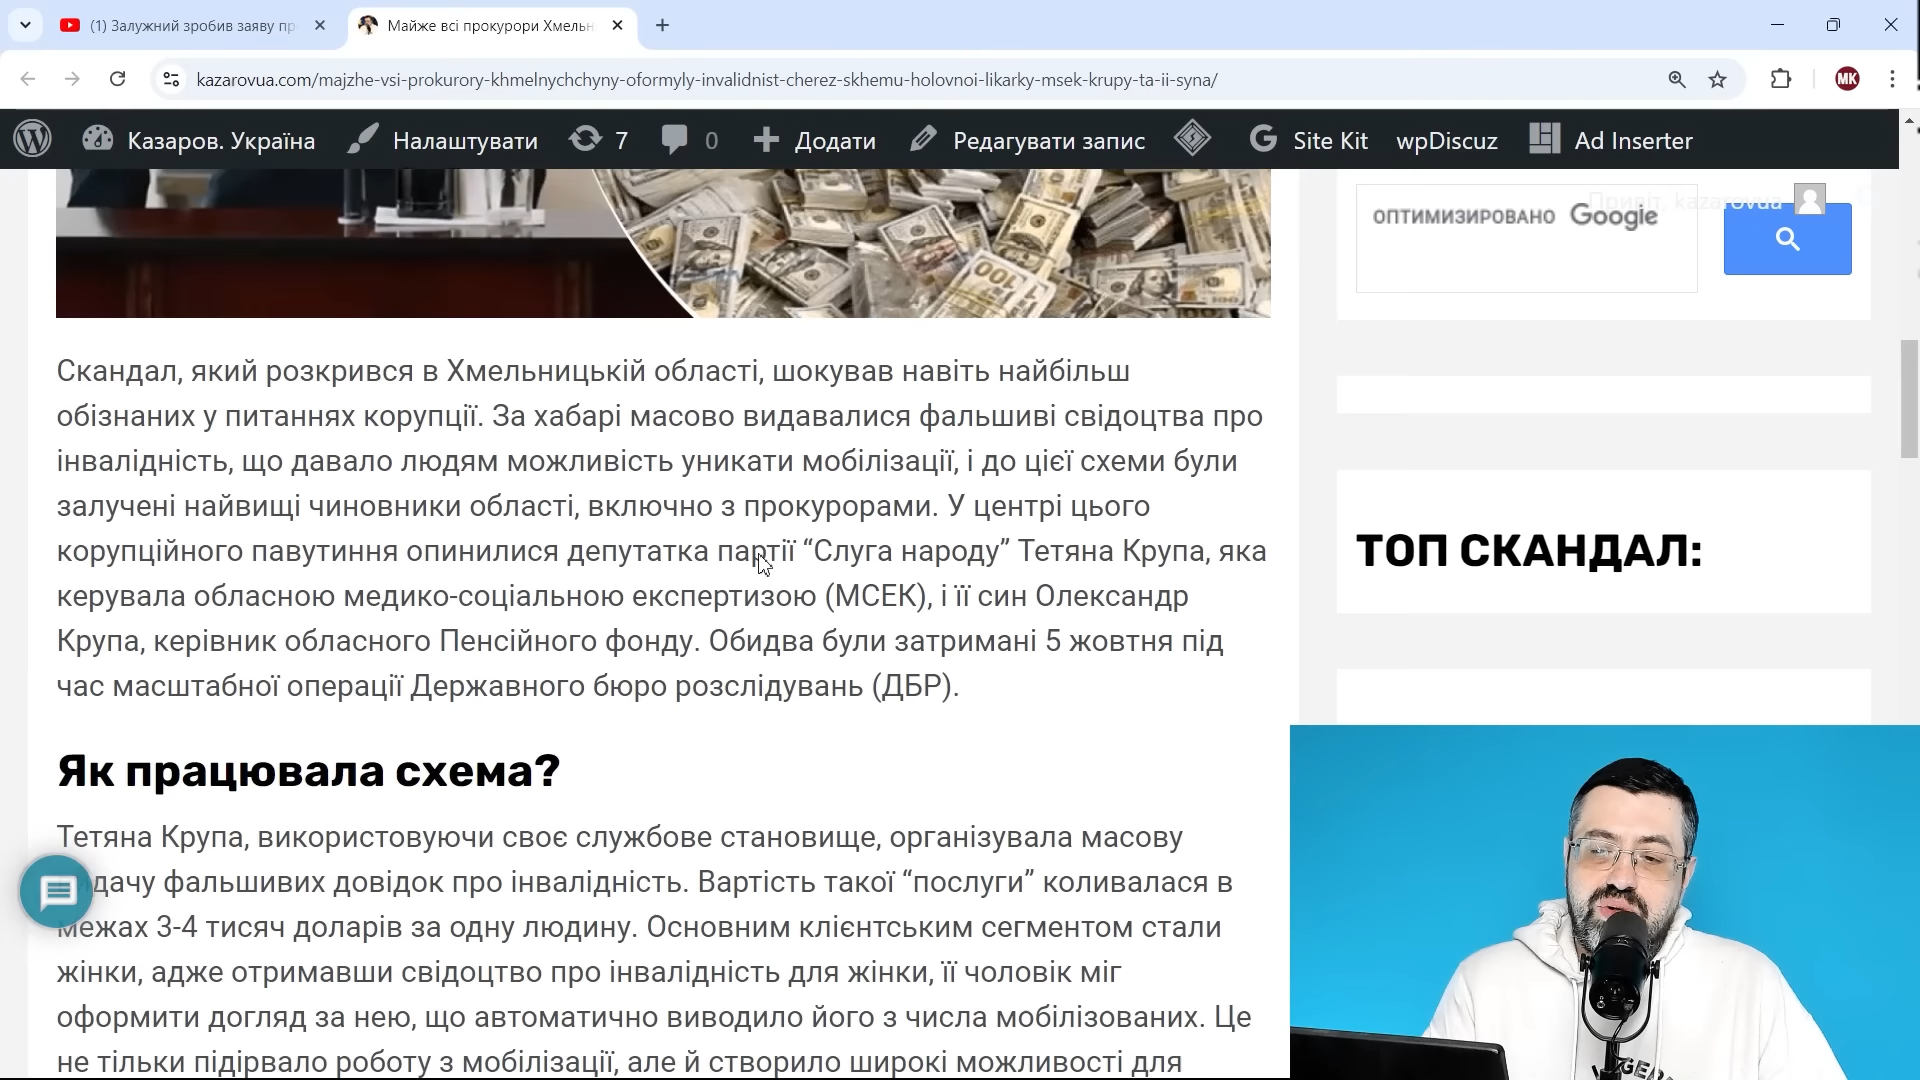 (1) Залужний зробив заяву пр
Майже всі прокурори Хмельн
kazarovua.com/majzhe-vsi-prokurory-khmelnychchyny-oformyly-invalidnist-cherez-skhemu-holovnoi-likarky-msek-krupy-ta-ii-syna/
MK
Казаров. Україна
Налаштувати
7
0
Додати
Редагувати запис
Site Kit
wpDiscuz
Ad Inserter
Привіт, kazarovua
ОПТИМИЗИРОВАНО Google
Скандал, який розкрився в Хмельницькій області, шокував навіть найбільш
обізнаних у питаннях корупції. За хабарі масово видавалися фальшиві свідоцтва про
інвалідність, що давало людям можливість уникати мобілізації, і до цієї схеми були
залучені найвищі чиновники області, включно з прокурорами. У центрі цього
корупційного павутиння опинилися депутатка партії “Слуга народу” Тетяна Крупа, яка
керувала обласною медико-соціальною експертизою (МСЕК), і її син Олександр
Крупа, керівник обласного Пенсійного фонду. Обидва були затримані 5 жовтня під
час масштабної операції Державного бюро розслідувань (ДБР).
ТОП СКАНДАЛ:
Як працювала схема?
Тетяна Крупа, використовуючи своє службове становище, організувала масову
дачу фальшивих довідок про інвалідність. Вартість такої “послуги” коливалася в
межах 3-4 тисяч доларів за одну людину. Основним клієнтським сегментом стали
жінки, адже отримавши свідоцтво про інвалідність для жінки, її чоловік міг
оформити догляд за нею, що автоматично виводило його з числа мобілізованих. Це
не тільки підірвало роботу з мобілізації, але й створило широкі можливості для